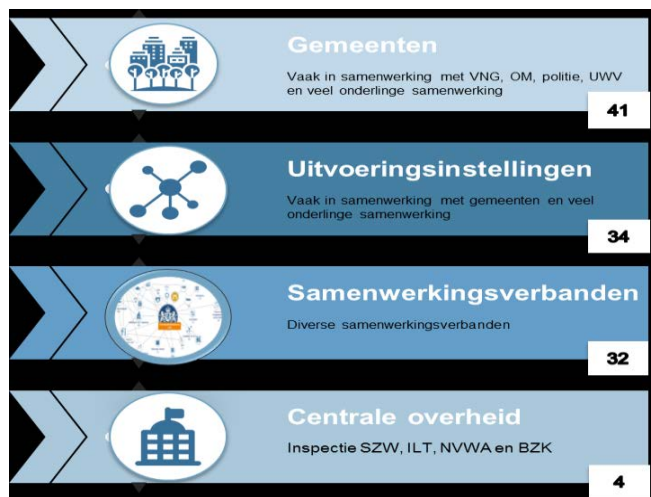 Gemeenten
Vaak in samenwerking met VNG, OM, politie, UWV
en veel onderlinge samenwerking
41
Uitvoeringsinstellingen
Vaak in samenwerking met gemeenten en veel
onderlinge samenwerking
34
Samenwerkingsverbanden
Diverse samenwerkingsverbanden
32
Centrale overheid
Inspectie SZW, ILT, NVWA en BZK
4